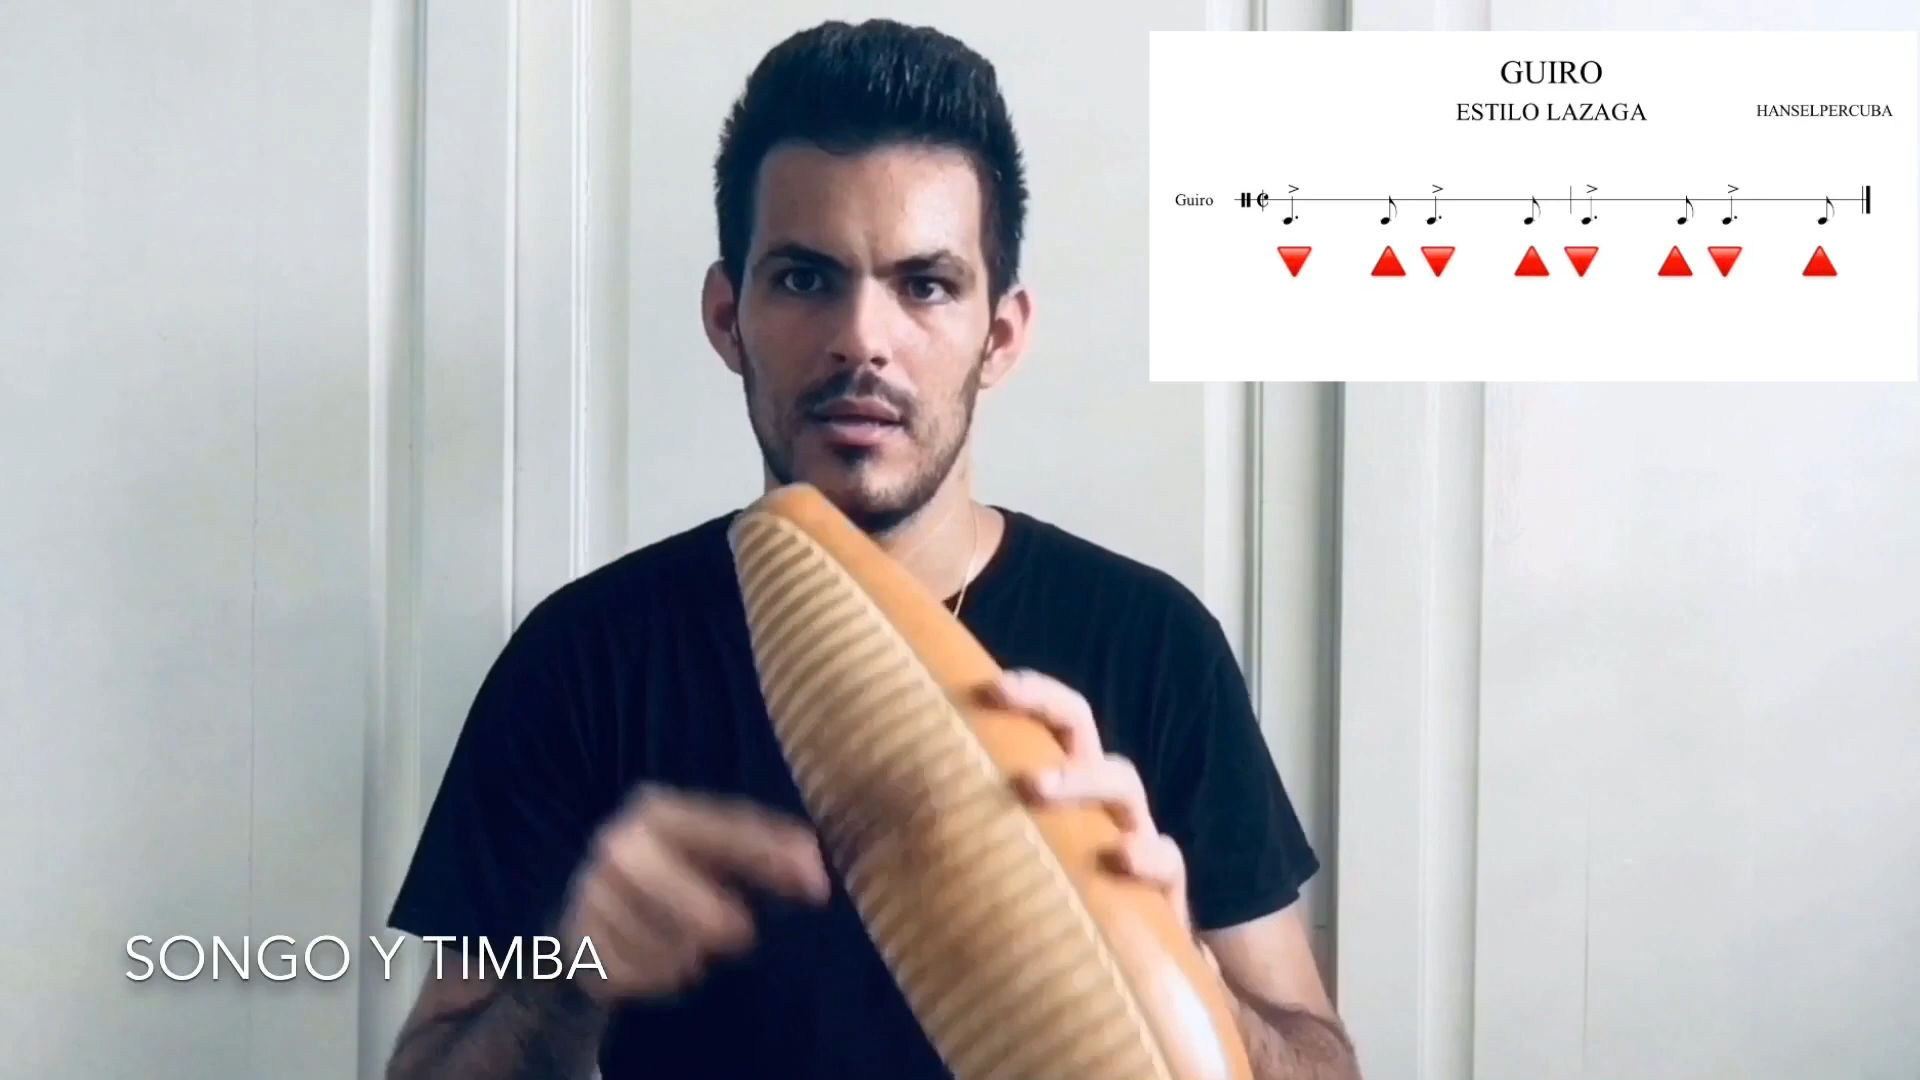 GUIRO
ESTILO LAZAGA
HANSELPERCUBA
Guiro
SONGO Y TIMBA